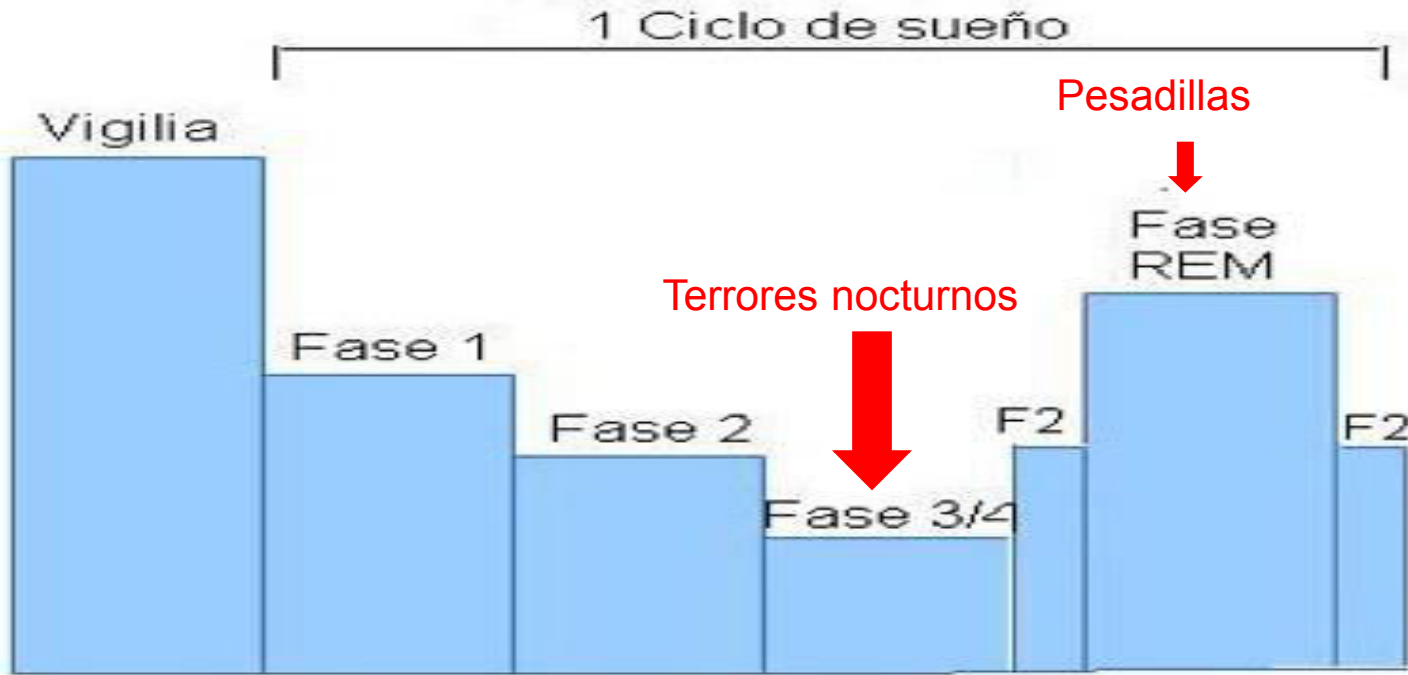 1 Ciclo de sueño
Pesadillas
Vigilia
Fase
REM
Terrores nocturnos
Fase 1
Fase 2
F2
F2
Fase 3/4